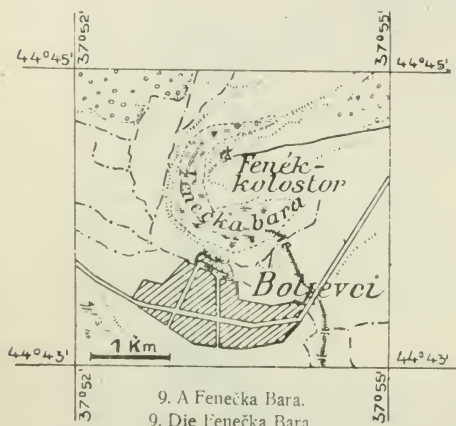 37°52'
37°55'
44°45'
44°45'
Fenék-
kolostor
Fenečka bara
Boljevci
1 Km
44°43'
44°43'
37°52'
37°55'
9. A Fenečka Bara.
9. Die Fenečka Bara.